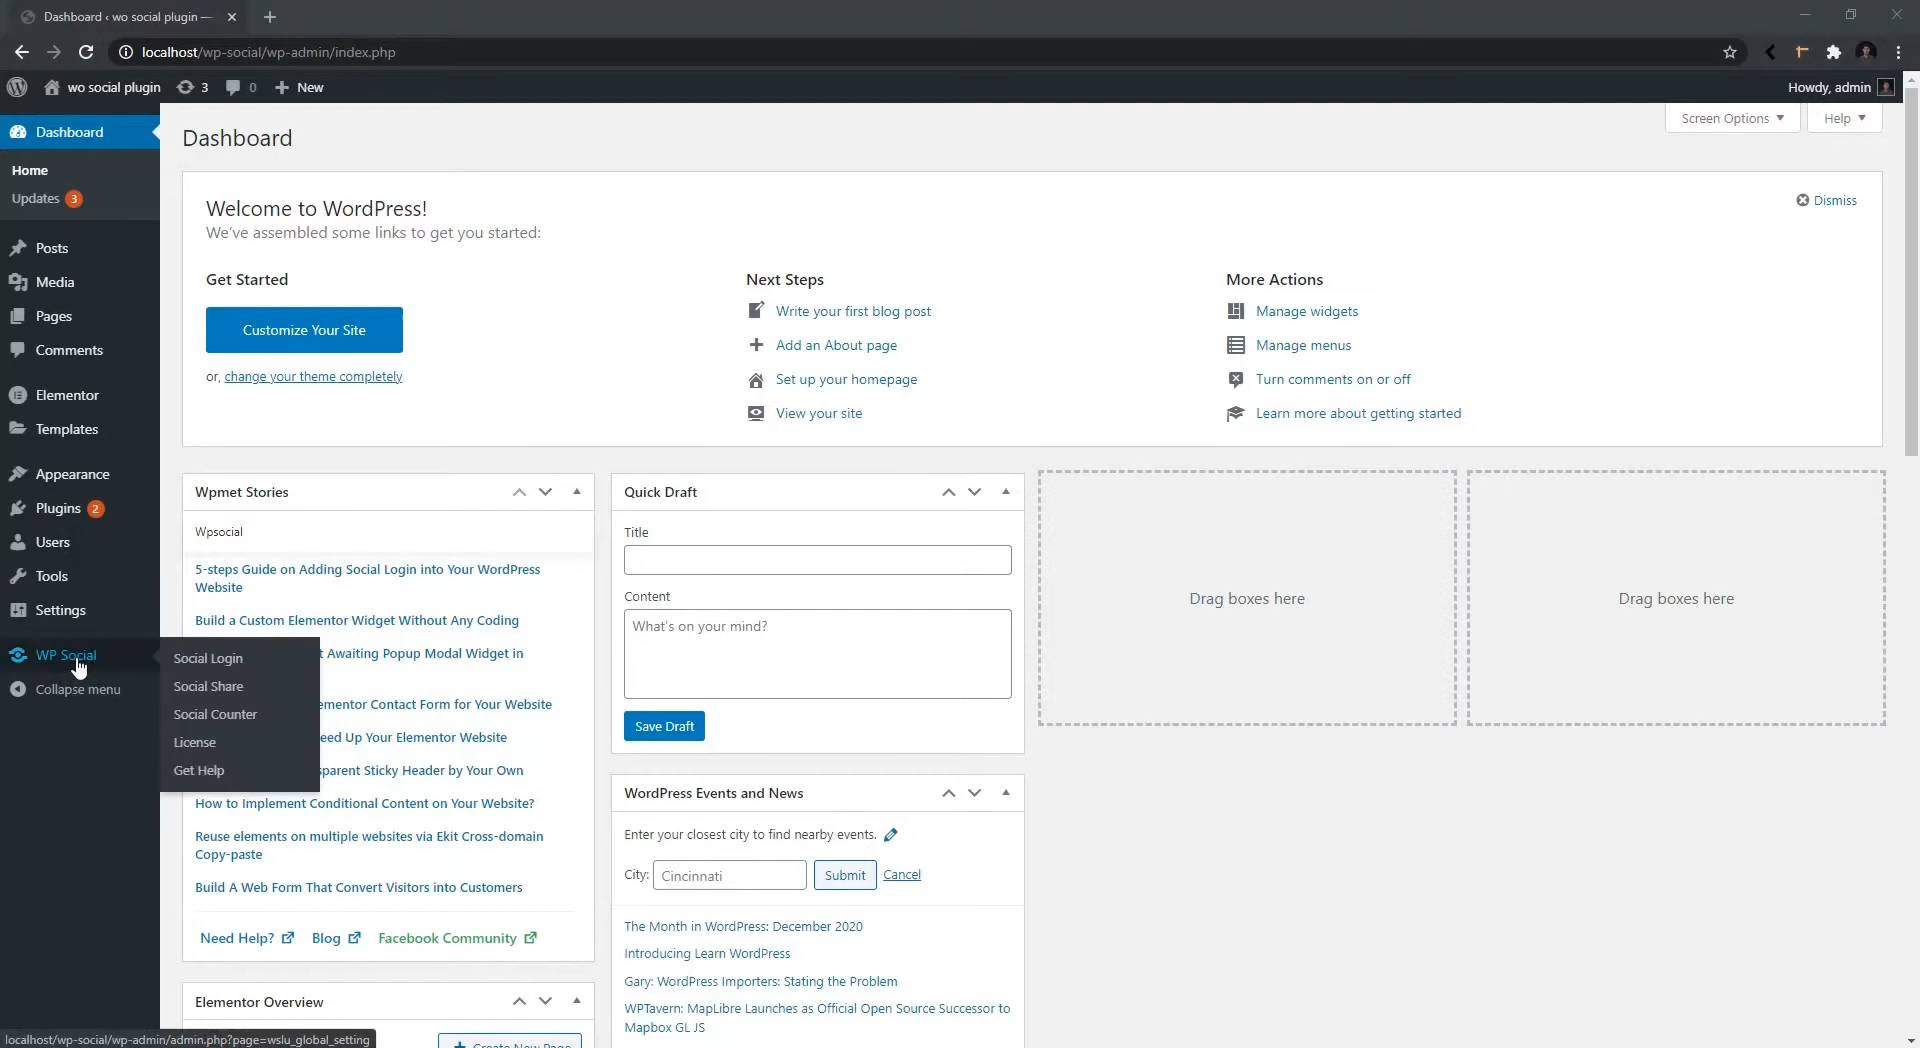 Dashboard ‹ wo social plugin —
localhost/wp-social/wp-admin/index.php
wo social plugin
3
0
New
Howdy, admin
Dashboard
Home
Updates 3
Posts
Media
Pages
Comments
Elementor
Templates
Appearance
Plugins 2
Users
Tools
Settings
WP Social
Collapse menu
Social Login
Social Share
Social Counter
License
Get Help
Dashboard
Screen Options
Help
Welcome to WordPress!
We've assembled some links to get you started:
Dismiss
Get Started
Customize Your Site
or, change your theme completely
Next Steps
Write your first blog post
Add an About page
Set up your homepage
View your site
More Actions
Manage widgets
Manage menus
Turn comments on or off
Learn more about getting started
Wpmet Stories
Wpsocial
5-steps Guide on Adding Social Login into Your WordPress
Website
Build a Custom Elementor Widget Without Any Coding
t Awaiting Popup Modal Widget in
ementor Contact Form for Your Website
eed Up Your Elementor Website
sparent Sticky Header by Your Own
How to Implement Conditional Content on Your Website?
Reuse elements on multiple websites via Ekit Cross-domain
Copy-paste
Build A Web Form That Convert Visitors into Customers
Need Help?
Blog
Facebook Community
Elementor Overview
Create New Page
Quick Draft
Title
Content
What's on your mind?
Save Draft
WordPress Events and News
Enter your closest city to find nearby events.
City: Cincinnati Submit Cancel
The Month in WordPress: December 2020
Introducing Learn WordPress
Gary: WordPress Importers: Stating the Problem
WPTavern: MapLibre Launches as Official Open Source Successor to
Mapbox GL JS
Drag boxes here
Drag boxes here
localhost/wp-social/wp-admin/admin.php?page=wslu_global_setting